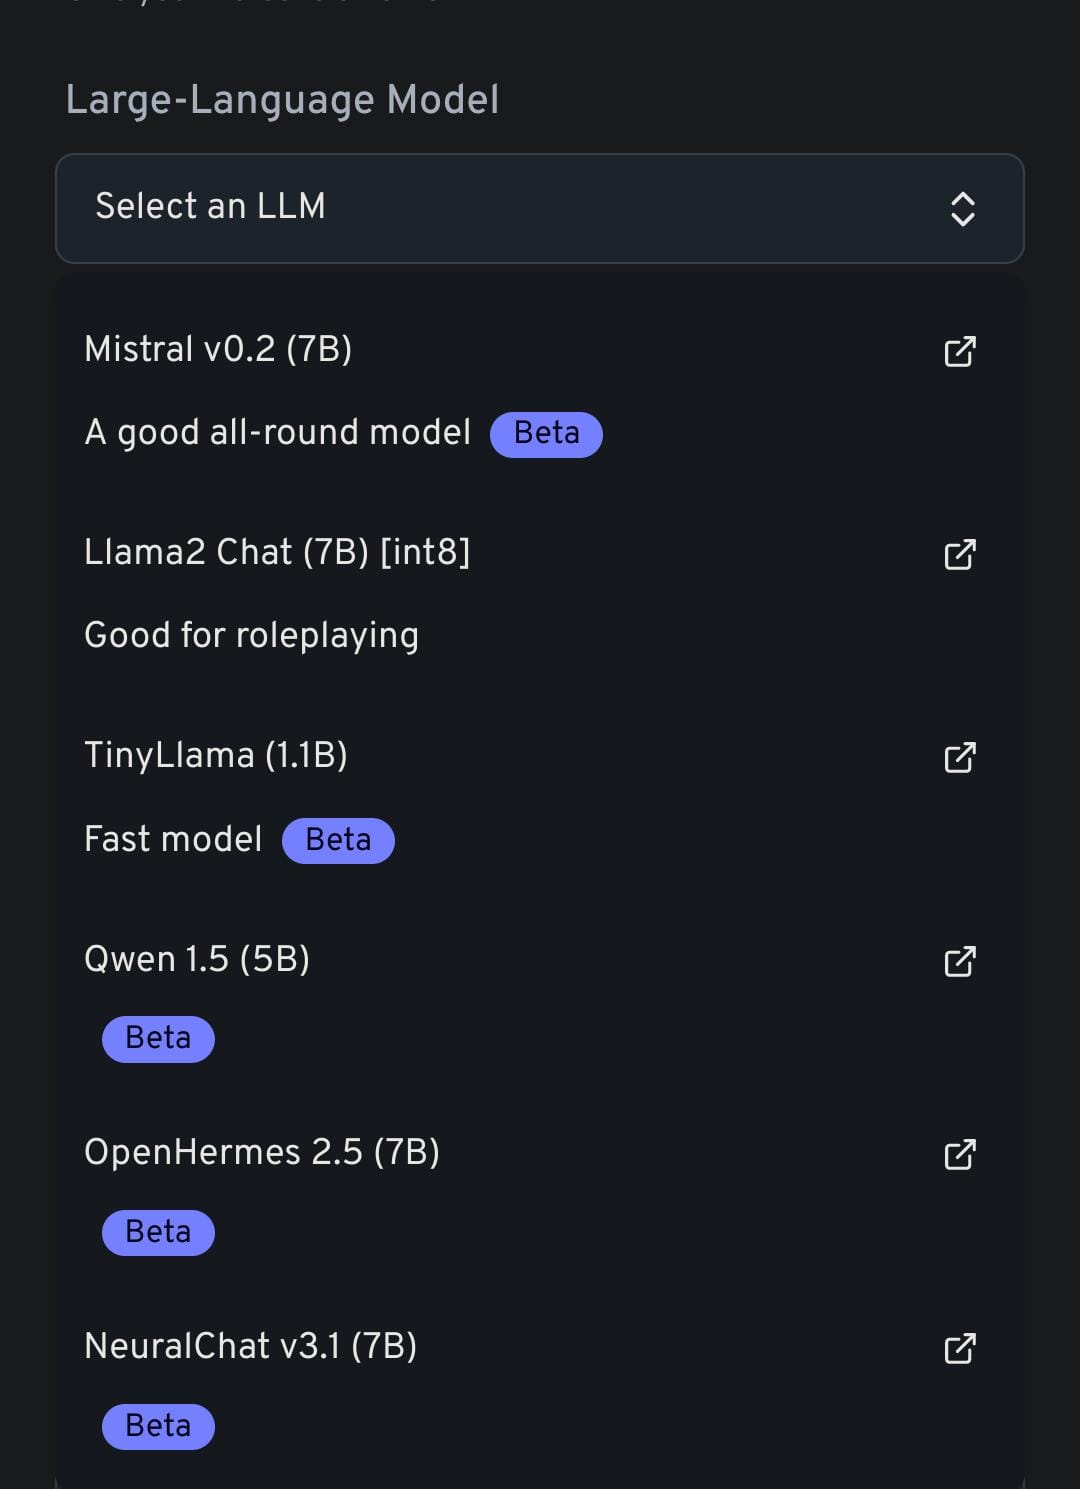 Large-Language Model
Select an LLM
Mistral v0.2 (7B)
A good all-round model Beta
Llama2 Chat (7B) [int8]
Good for roleplaying
TinyLlama (1.1B)
Fast model Beta
Qwen 1.5 (5B)
Beta
OpenHermes 2.5 (7B)
Beta
NeuralChat v3.1 (7B)
Beta